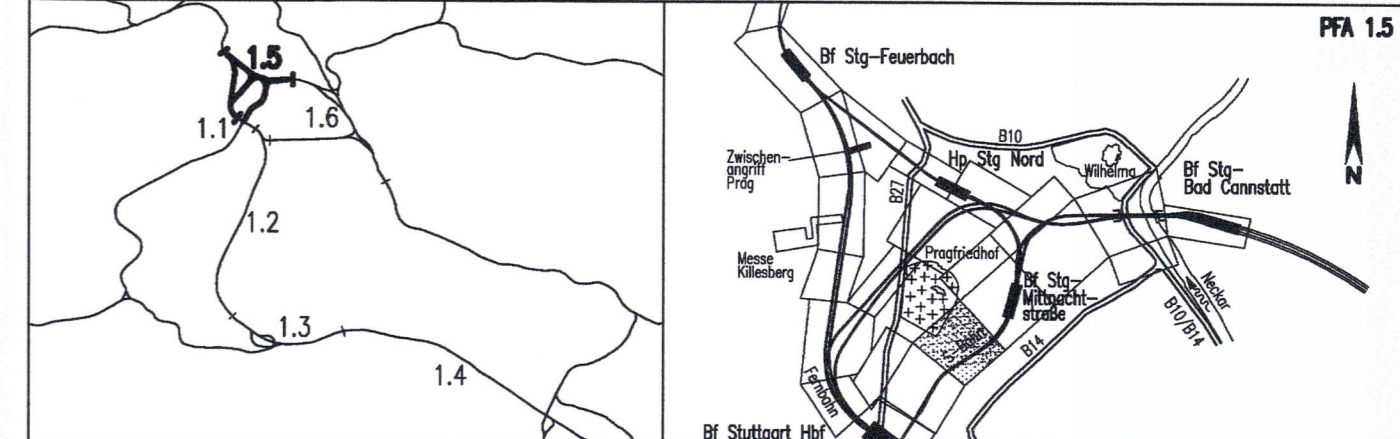 1.5
1.6
1.1
1.2
1.3
1.4
PFA 1.5
Bf Stg-Feuerbach
B10
Zwischen-
angriff
Prag
Hp Stg Nord
Wilhelma
Bf Stg-
Bad Cannstatt
B27
N
Messe
Killesberg
Pragfriedhof
Bf Stg-
Mittnacht-
straße
Neckar
B10/B14
B14
Fernbahn
Bf Stuttgart Hbf